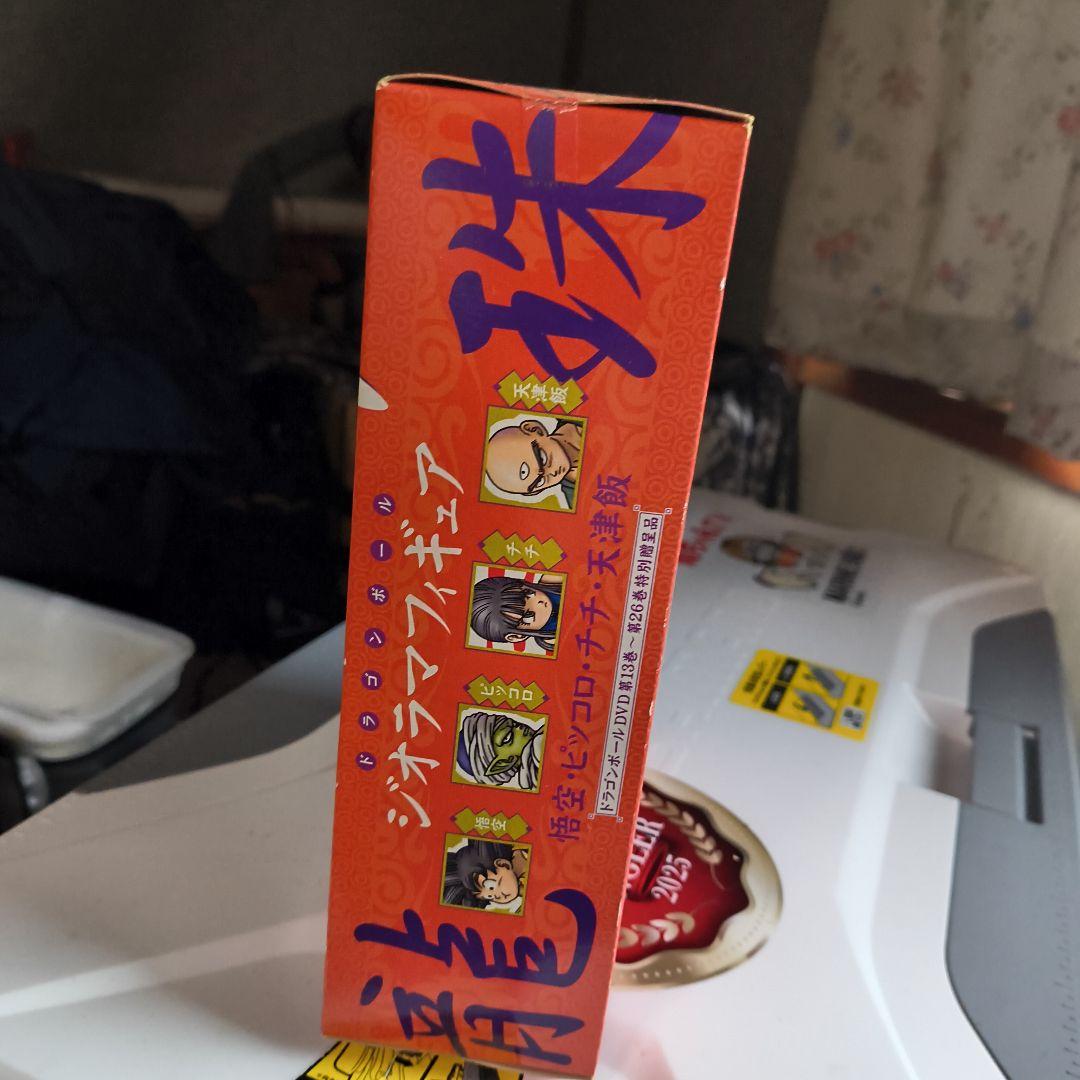 龍珠
ドラゴンボール
ジオラマフィギュア
悟空
ピッコロ
チチ
天津飯
悟空・ピッコロ・チチ・天津飯
ドラゴンボールDVD 第13巻〜第26巻 特別贈呈品
2025